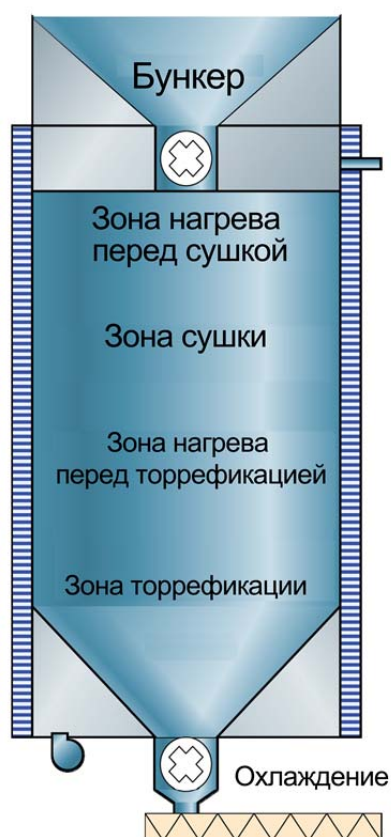 Бункер
Зона нагрева
перед сушкой
Зона сушки
Зона нагрева
перед торрефикацией
Зона торрефикации
Охлаждение